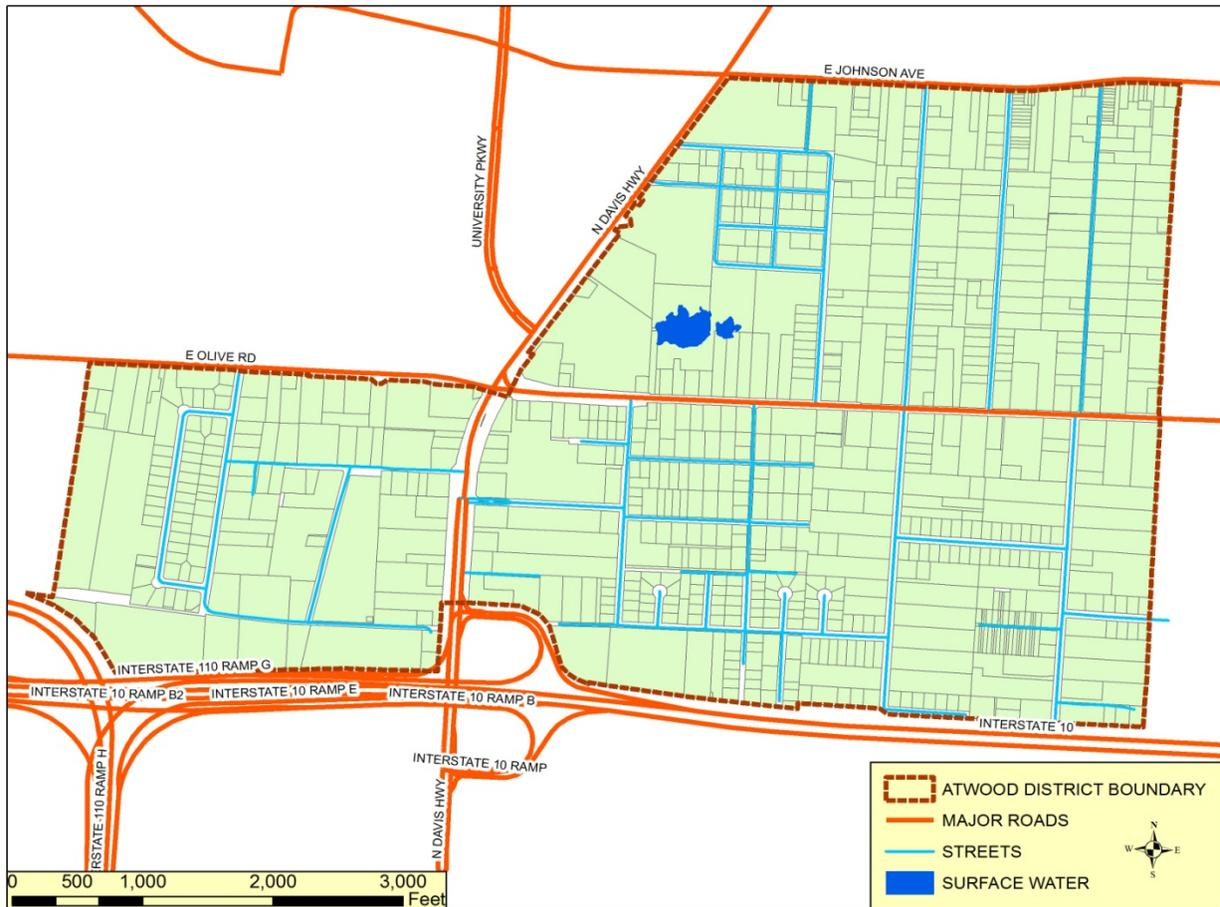 E JOHNSON AVE
UNIVERSITY PKWY
N DAVIS HWY
E OLIVE RD
INTERSTATE 110 RAMP G
INTERSTATE 10 RAMP B2
INTERSTATE 10 RAMP E
INTERSTATE 10 RAMP B
INTERSTATE 10
INTERSTATE 10 RAMP
RSTATE-110 RAMP H
N DAVIS HWY
ATWOOD DISTRICT BOUNDARY
MAJOR ROADS
STREETS
SURFACE WATER
N
W E
S
0 500 1,000 2,000 3,000
Feet